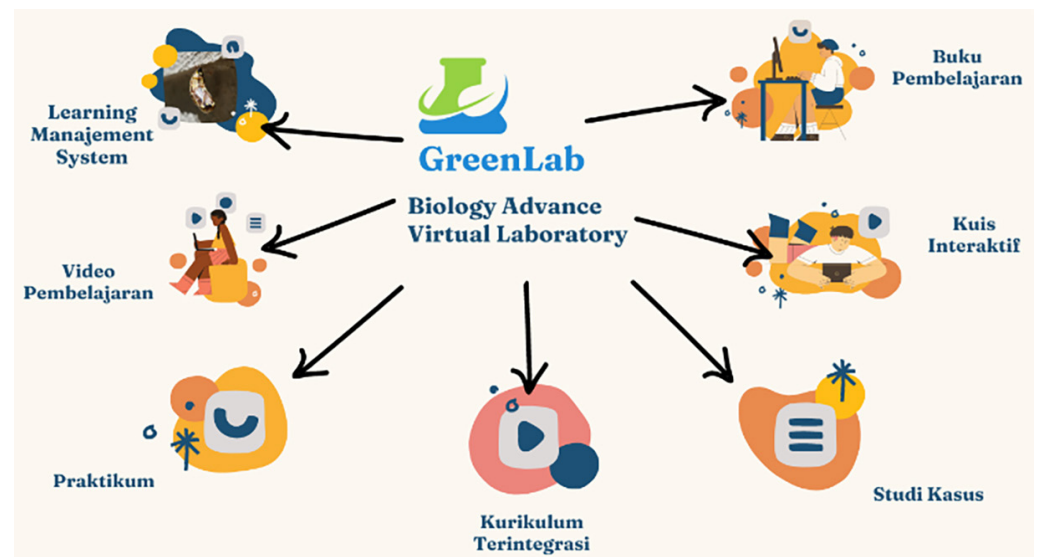 GreenLab
Biology Advance
Virtual Laboratory
Learning
Manajement
System
Video
Pembelajaran
Praktikum
Kurikulum
Terintegrasi
Studi Kasus
Kuis
Interaktif
Buku
Pembelajaran